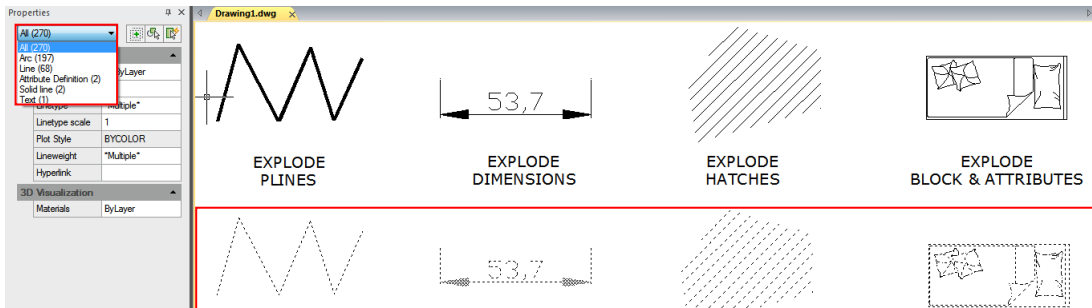 Properties
Drawing1.dwg
All (270)
All (270)
Arc (197)
Line (68)
Attribute Definition (2)
Solid line (2)
Text (1)
ByLayer
Linetype
*Multiple*
Linetype scale
1
Plot Style
BYCOLOR
Lineweight
*Multiple*
Hyperlink
3D Visualization
Materials
ByLayer
53,7
EXPLODE
PLINES
EXPLODE
DIMENSIONS
EXPLODE
HATCHES
EXPLODE
BLOCK & ATTRIBUTES
53,7